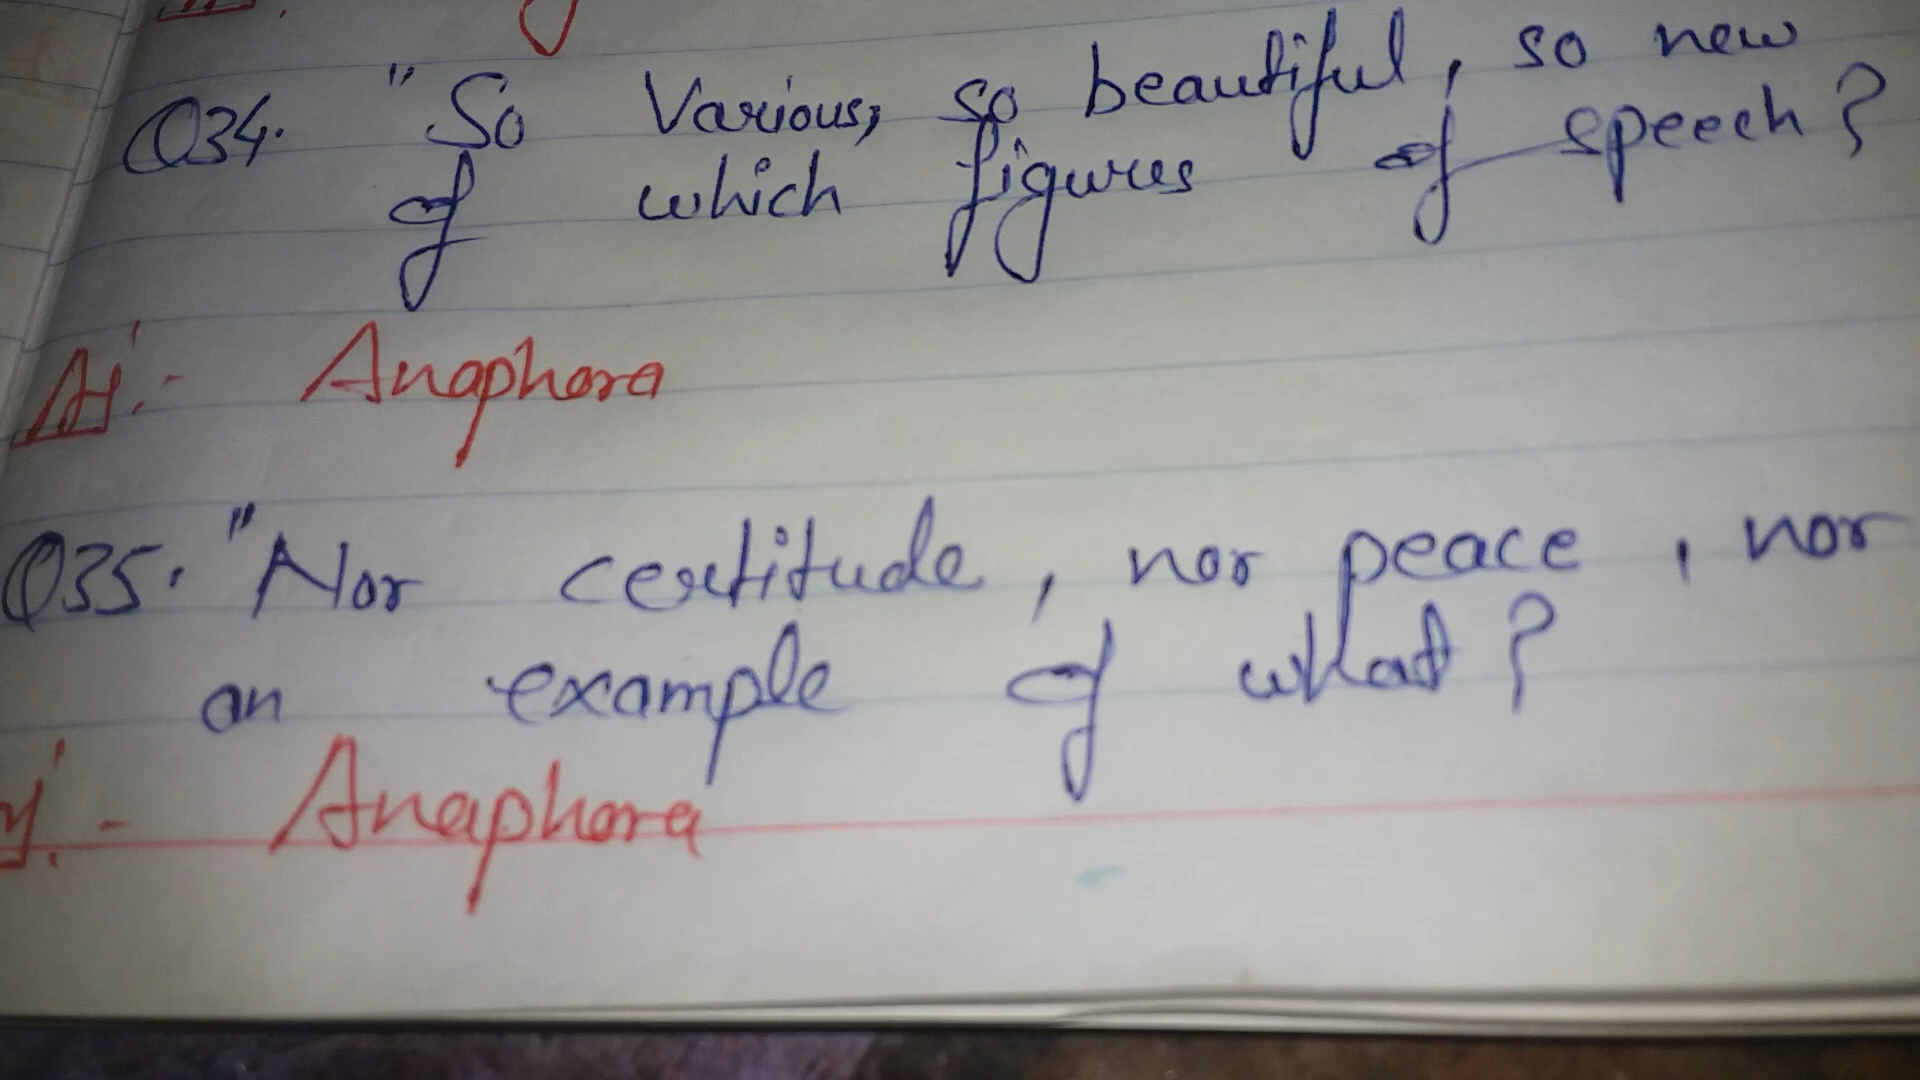 Q34. "So Various, so beautiful, so new
of which figures of speech?
A:- Anaphora
Q35. "Nor certitude, nor peace, nor
an example of what?
Anaphora